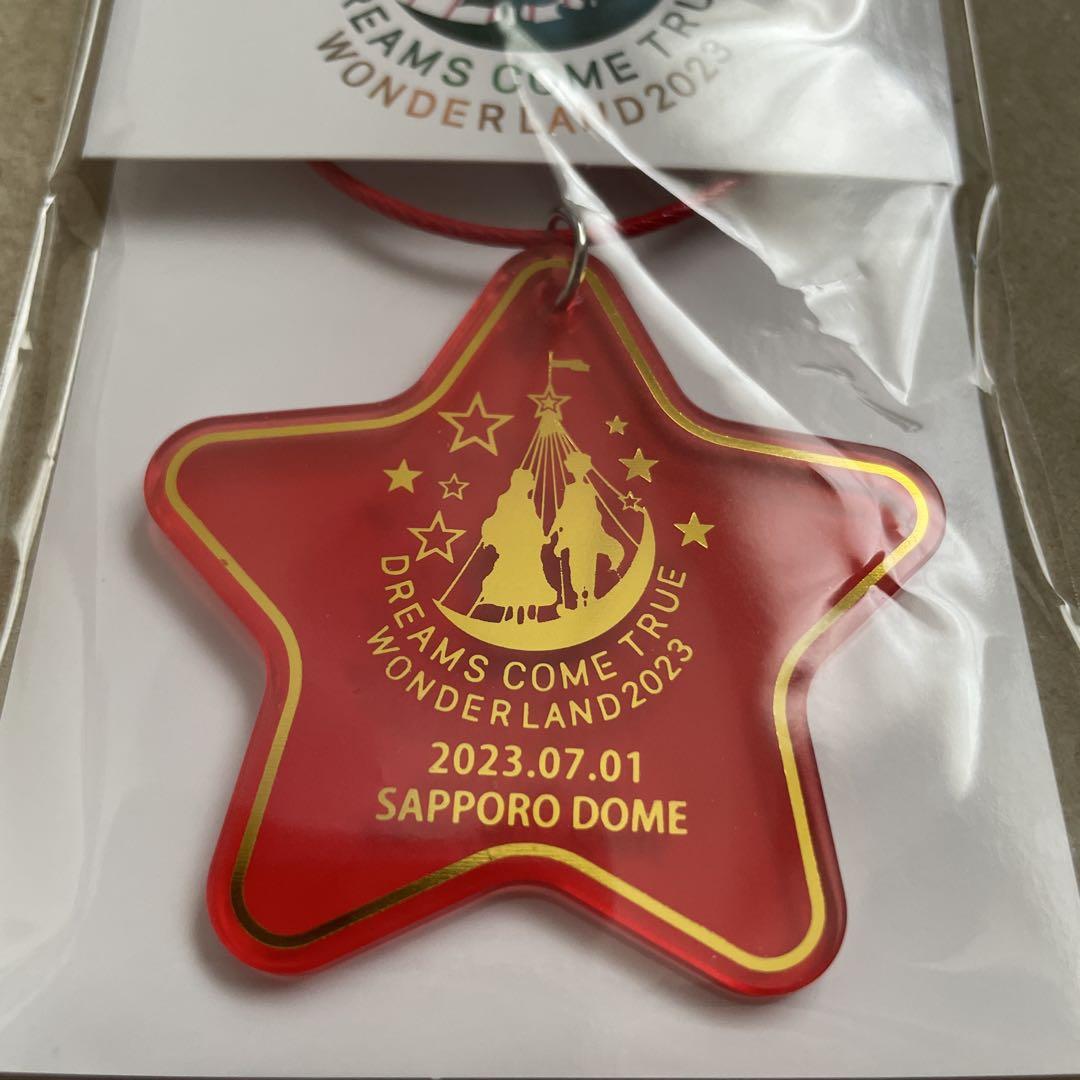 DREAMS COME TRUE
WONDERLAND2023
DREAMS COME TRUE
WONDERLAND2023
2023.07.01
SAPPORO DOME